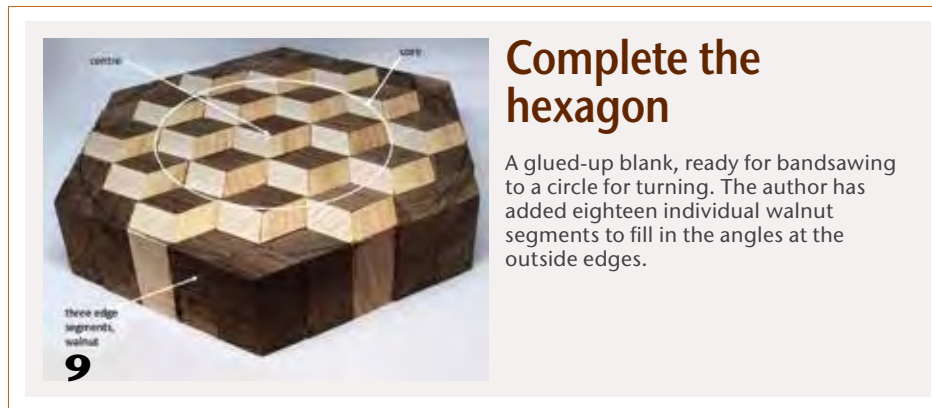 centre
core
three edge
segments,
walnut
9
Complete the
hexagon
A glued-up blank, ready for bandsawing
to a circle for turning. The author has
added eighteen individual walnut
segments to fill in the angles at the
outside edges.